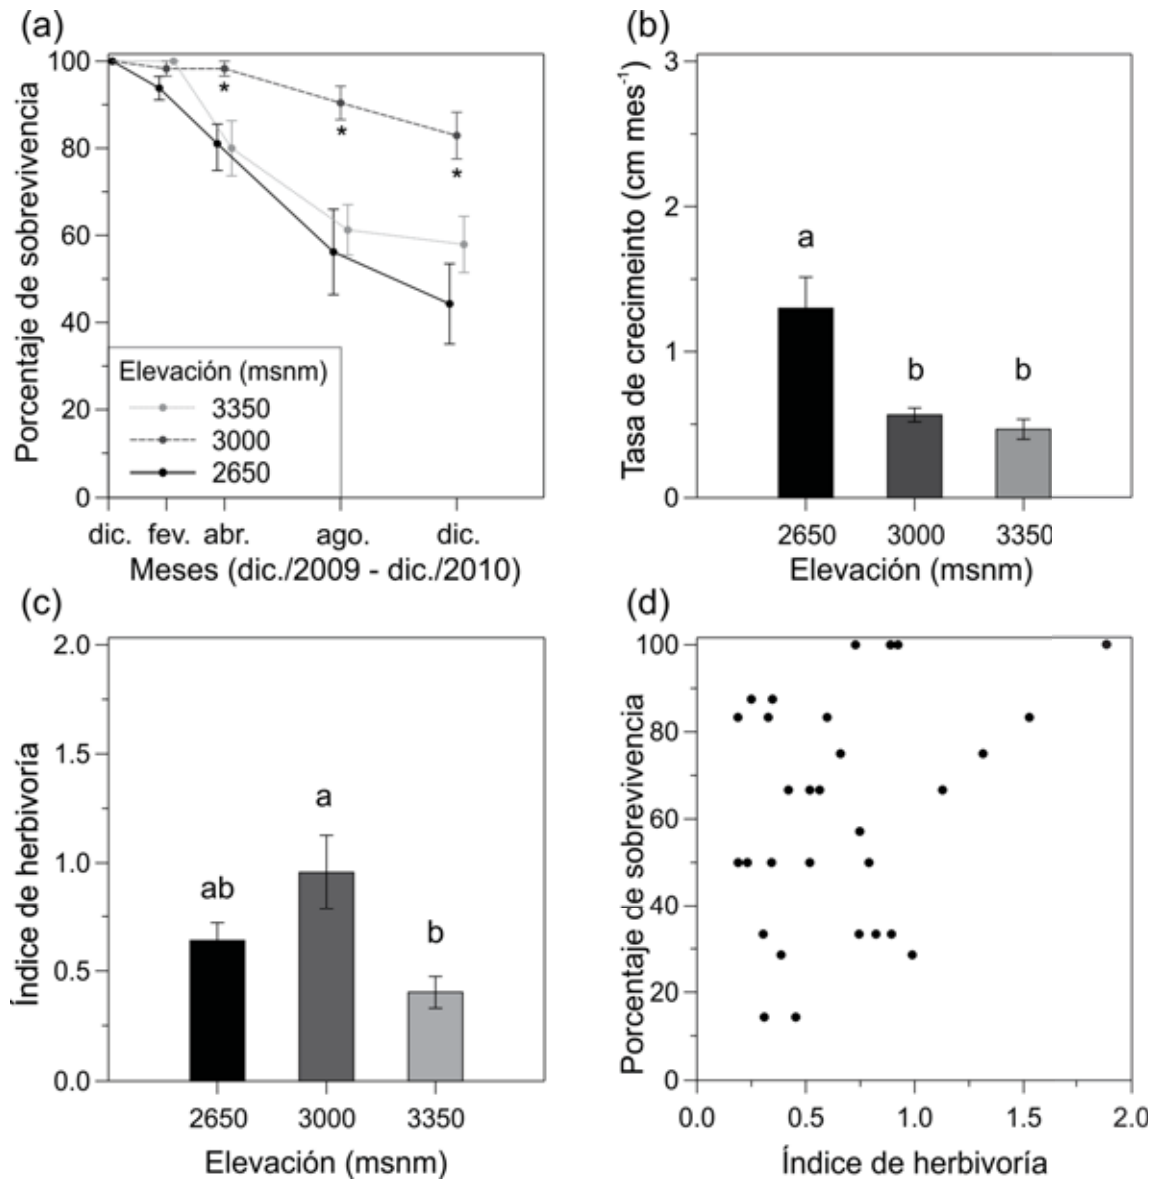 (a)
Porcentaje de sobrevivencia
100
80
60
40
20
0
*
*
*
Elevación (msnm)
3350
3000
2650
dic.
fev.
abr.
ago.
dic.
Meses (dic./2009 - dic./2010)
(b)
Tasa de crecimeinto (cm mes⁻¹)
3
2
1
0
a
b
b
2650
3000
3350
Elevación (msnm)
(c)
Índice de herbivoría
2.0
1.5
1.0
0.5
0.0
ab
a
b
2650
3000
3350
Elevación (msnm)
(d)
Porcentaje de sobrevivencia
100
80
60
40
20
0
0.0
0.5
1.0
1.5
2.0
Índice de herbivoría